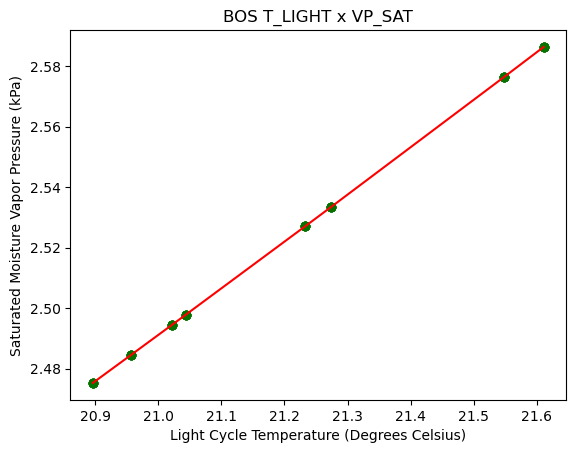 BOS T_LIGHT x VP_SAT
Saturated Moisture Vapor Pressure (kPa)
2.58
2.56
2.54
2.52
2.50
2.48
20.9 21.0 21.1 21.2 21.3 21.4 21.5 21.6
Light Cycle Temperature (Degrees Celsius)